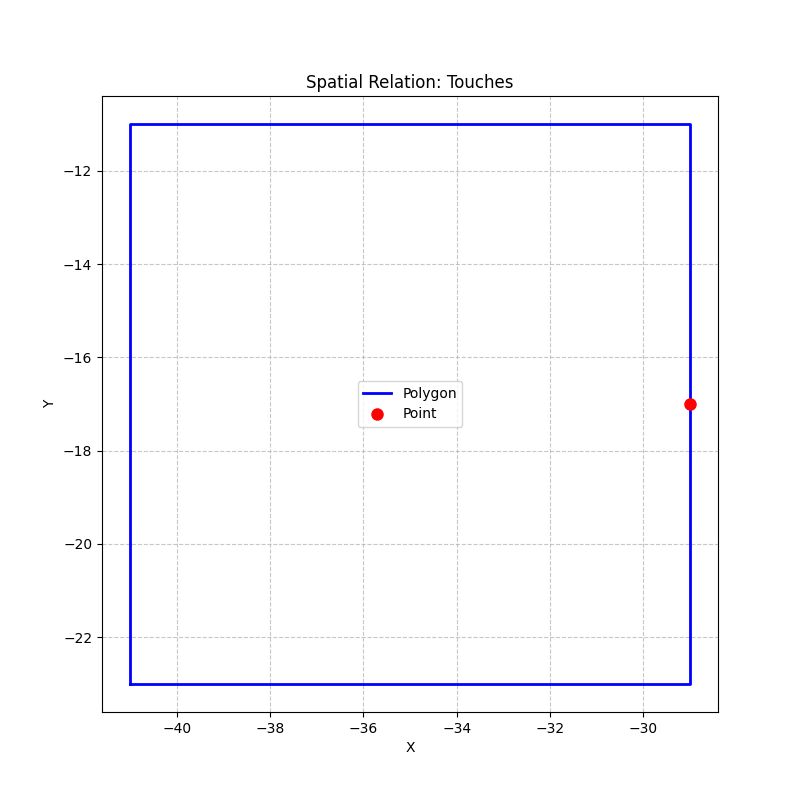 Spatial Relation: Touches
Y
−12
−14
−16
−18
−20
−22
Polygon
Point
−40 −38 −36 −34 −32 −30
X